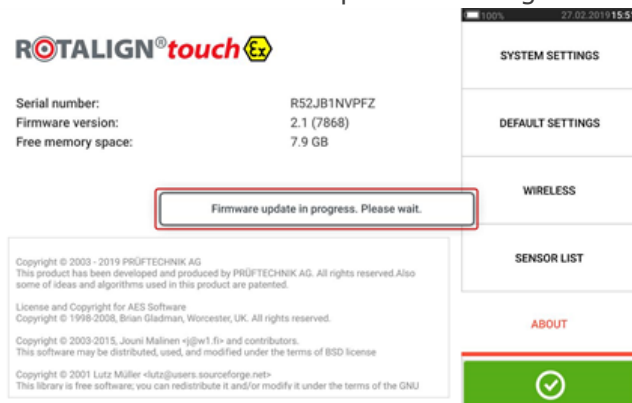 100% 27.02.2019 15:5
ROTALIGN® touch Ex
SYSTEM SETTINGS
Serial number: R52JB1NVPFZ
Firmware version: 2.1 (7868)
Free memory space: 7.9 GB
DEFAULT SETTINGS
WIRELESS
Firmware update in progress. Please wait.
SENSOR LIST
Copyright © 2003 - 2019 PRÜFTECHNIK AG
This product has been developed and produced by PRÜFTECHNIK AG. All rights reserved.Also
some of ideas and algorithms used in this product are patented.
License and Copyright for AES Software
Copyright © 1998-2008, Brian Gladman, Worcester, UK. All rights reserved.
ABOUT
Copyright © 2003-2015, Jouni Malinen <j@w1.fi> and contributors.
This software may be distributed, used, and modified under the terms of BSD license
Copyright © 2001 Lutz Müller <lutz@users.sourceforge.net>
This library is free software; you can redistribute it and/or modify it under the terms of the GNU